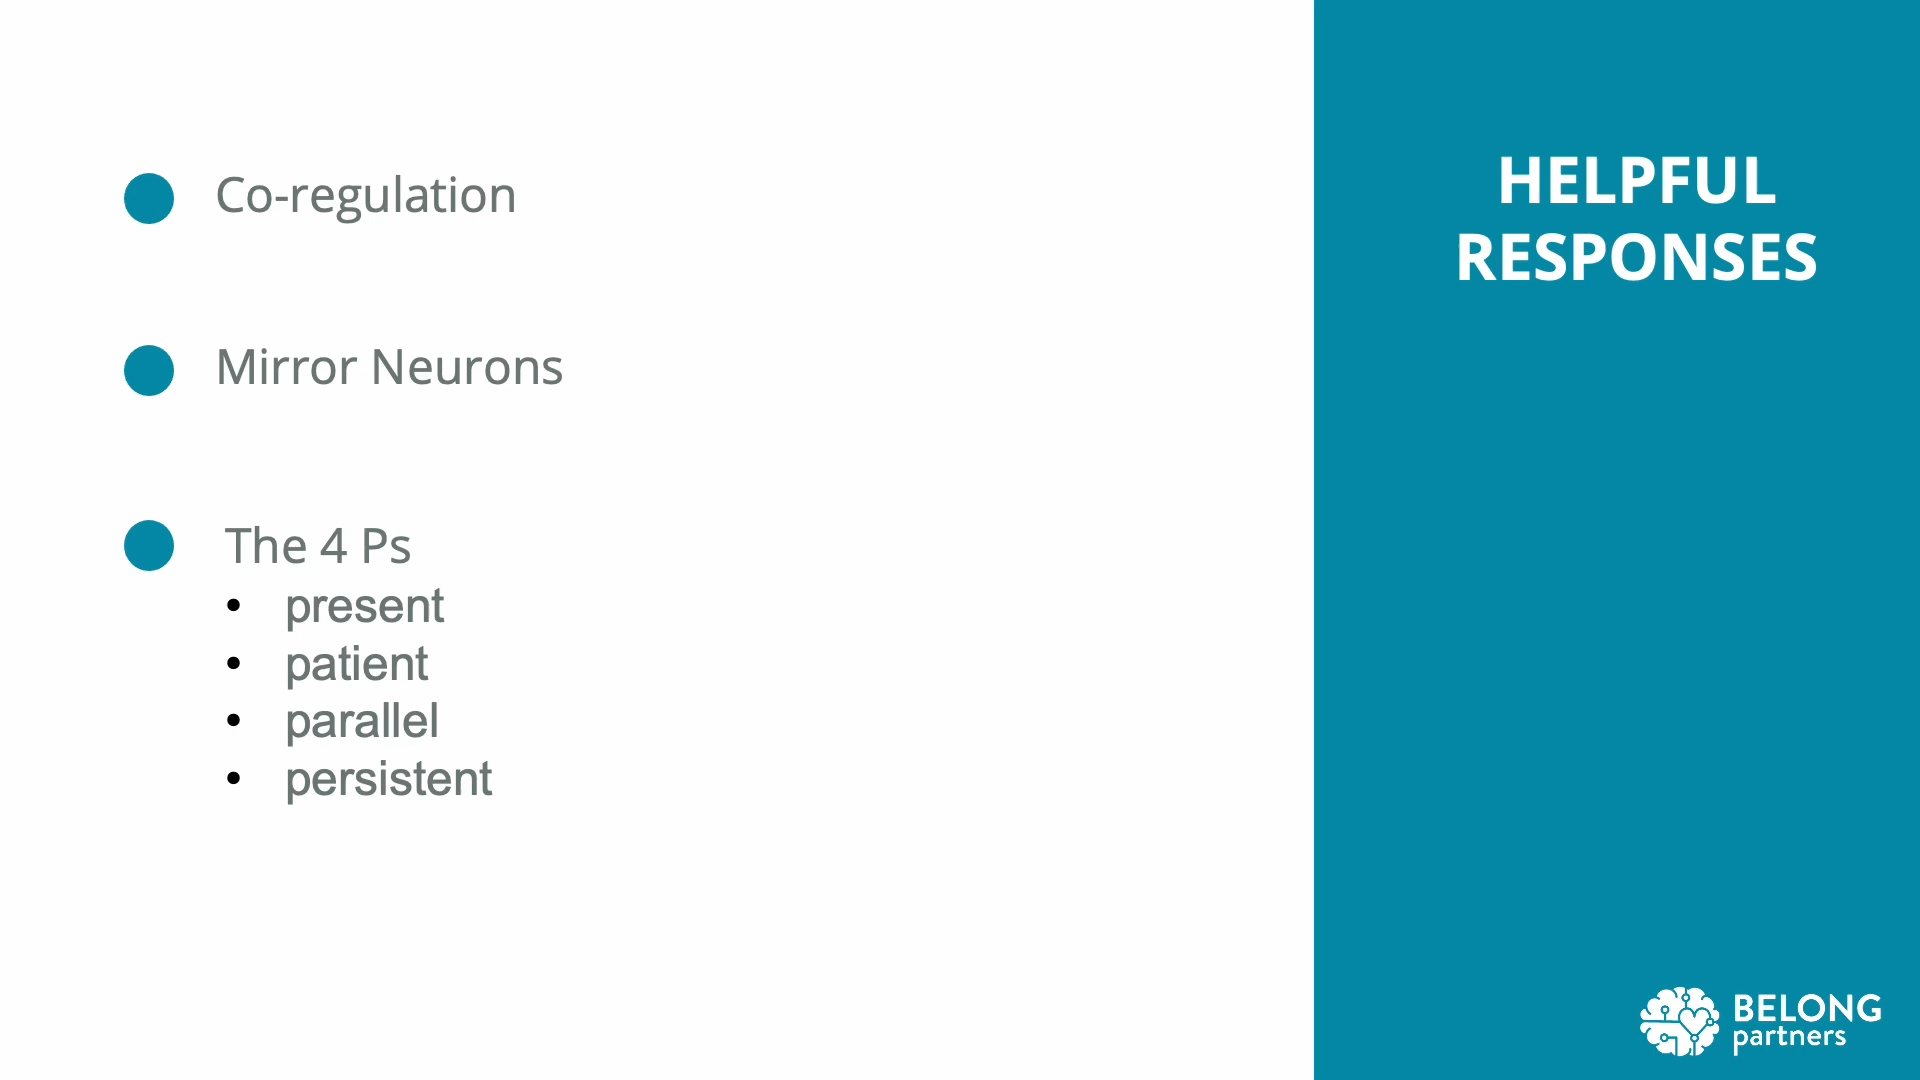 Co-regulation
Mirror Neurons
The 4 Ps
• present
• patient
• parallel
• persistent
HELPFUL
RESPONSES
BELONG
partners